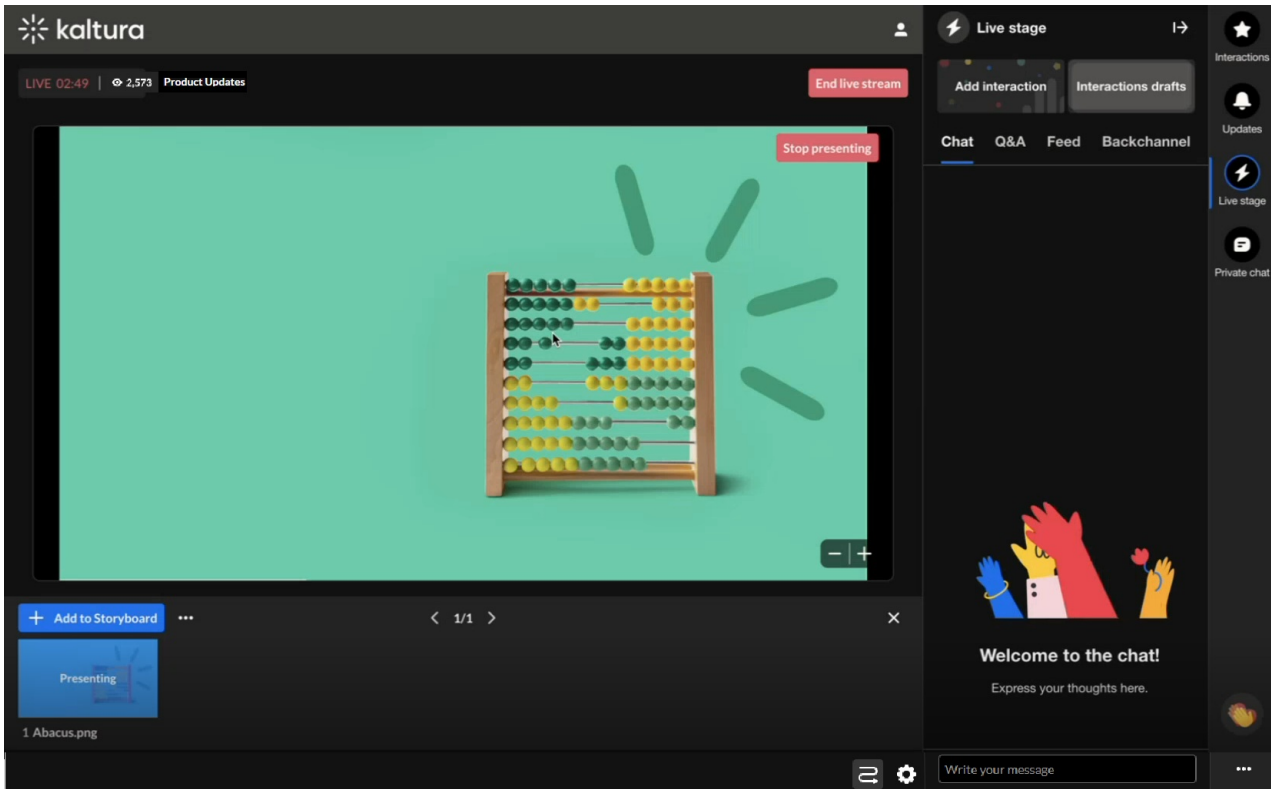 kaltura
LIVE 02:49 | 2,573 Product Updates
End live stream
Stop presenting
+ Add to Storyboard ...
< 1/1 >
Presenting
1 Abacus.png
Live stage
Add interaction
Interactions drafts
Chat Q&A Feed Backchannel
Welcome to the chat!
Express your thoughts here.
Write your message
Interactions
Updates
Live stage
Private chat